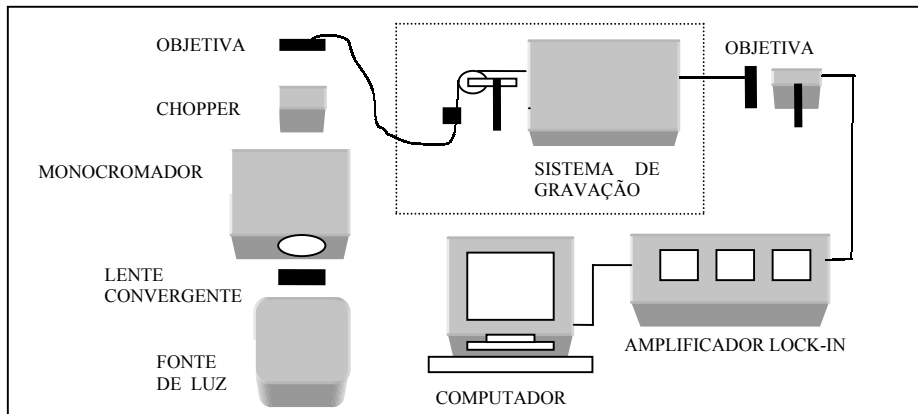 OBJETIVA
CHOPPER
MONOCROMADOR
LENTE
CONVERGENTE
FONTE
DE LUZ
SISTEMA DE
GRAVAÇÃO
OBJETIVA
AMPLIFICADOR LOCK-IN
COMPUTADOR